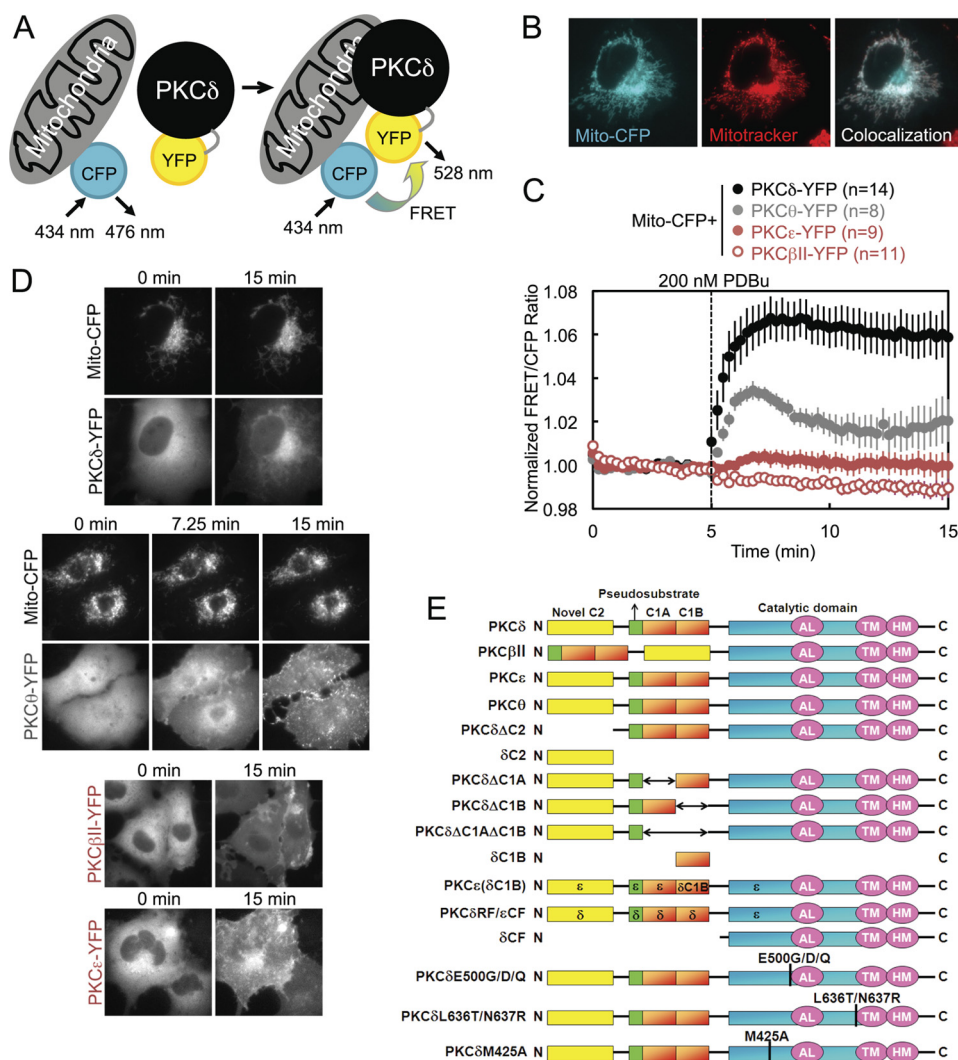 A
Mitochondria
PKCδ
YFP
CFP
434 nm
476 nm
Mitochondria
PKCδ
YFP
CFP
528 nm
FRET
434 nm
B
Mito-CFP
Mitotracker
Colocalization
C
Mito-CFP+
PKCδ-YFP (n=14)
PKCθ-YFP (n=8)
PKCε-YFP (n=9)
PKCβII-YFP (n=11)
200 nM PDBu
Normalized FRET/CFP Ratio
1.08
1.06
1.04
1.02
1.00
0.98
0
5
10
15
Time (min)
D
0 min 15 min
Mito-CFP
PKCδ-YFP
0 min 7.25 min 15 min
Mito-CFP
PKCθ-YFP
0 min 15 min
PKCβII-YFP
0 min 15 min
PKCε-YFP
E
Pseudosubstrate
Novel C2 C1A C1B Catalytic domain
PKCδ N AL TM HM C
PKCβII N AL TM HM C
PKCε N AL TM HM C
PKCθ N AL TM HM C
PKCδΔC2 N AL TM HM C
δC2 N C
PKCδΔC1A N AL TM HM C
PKCδΔC1B N AL TM HM C
PKCδΔC1AΔC1B N AL TM HM C
δC1B N C
PKCε(δC1B) N ε ε ε δC1B ε AL TM HM C
PKCδRF/εCF N δ δ δ δ ε AL TM HM C
δCF N AL TM HM C
E500G/D/Q
PKCδE500G/D/Q N AL TM HM C
L636T/N637R
PKCδL636T/N637R N AL TM HM C
M425A
PKCδM425A N AL TM HM C